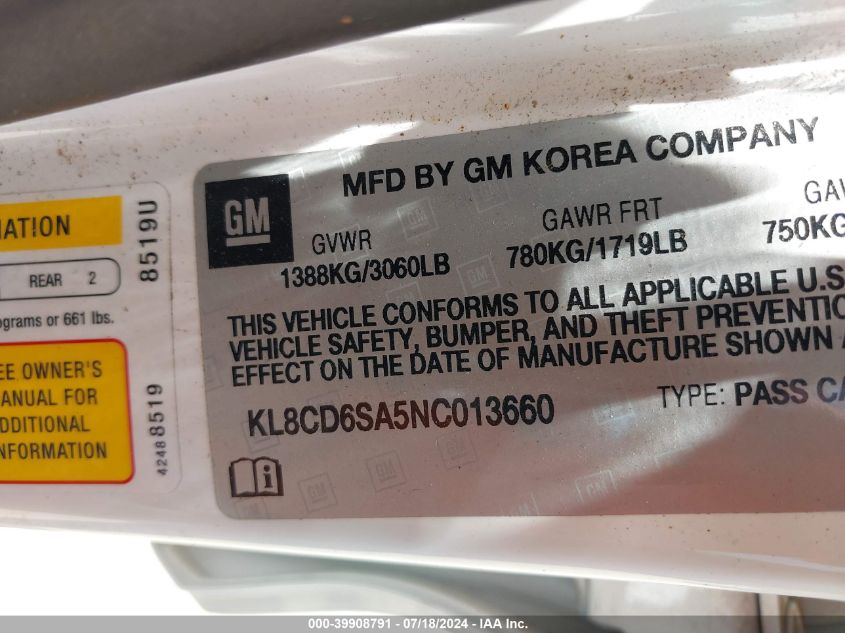 MATION
REAR 2
ograms or 661 lbs.
8519U
EE OWNER'S
ANUAL FOR
DDITIONAL
NFORMATION
42488519
GM
MFD BY GM KOREA COMPANY
GVWR
1388KG/3060LB
GAWR FRT
780KG/1719LB
GAW
750KG
THIS VEHICLE CONFORMS TO ALL APPLICABLE U.S
VEHICLE SAFETY, BUMPER, AND THEFT PREVENTIO
EFFECT ON THE DATE OF MANUFACTURE SHOWN A
KL8CD6SA5NC013660
TYPE: PASS CA
000-39908791 - 07/18/2024 - IAA Inc.